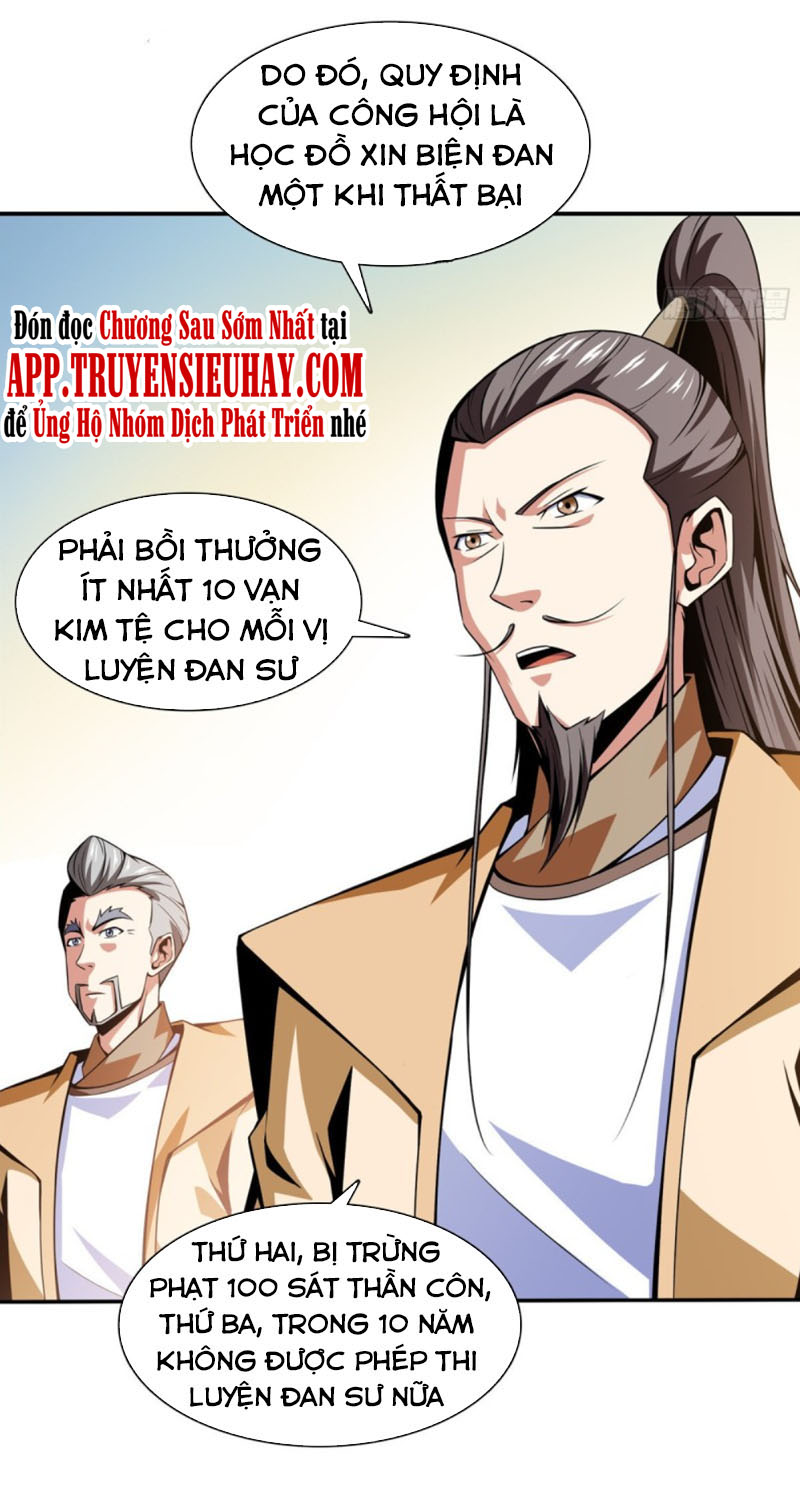 DO ĐÓ, QUY ĐỊNH
CỦA CÔNG HỘI LÀ
HỌC ĐỒ XIN BIỆN ĐAN
MỘT KHI THẤT BẠI
Đón đọc Chương Sau Sớm Nhất tại
APP.TRUYENSIEUHAY.COM
để Ủng Hộ Nhóm Dịch Phát Triển nhé
PHẢI BỒI THƯỞNG
ÍT NHẤT 10 VẠN
KIM TỆ CHO MỖI VỊ
LUYỆN ĐAN SƯ
THỨ HAI, BỊ TRỪNG
PHẠT 100 SÁT THẦN CÔN,
THỨ BA, TRONG 10 NĂM
KHÔNG ĐƯỢC PHÉP THI
LUYỆN ĐAN SƯ NỮA